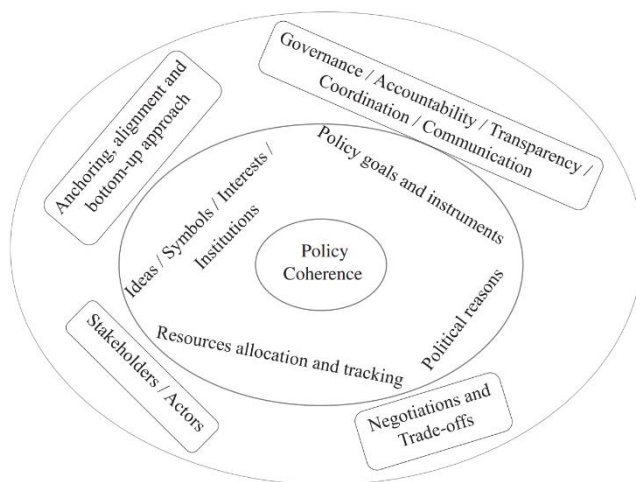 Governance / Accountability / Transparency /
Coordination / Communication
Anchoring, alignment and
bottom-up approach
Policy goals and instruments
Ideas / Symbols / Interests /
Institutions
Policy
Coherence
Political reasons
Resources allocation and tracking
Stakeholders / Actors
Negotiations and
Trade-offs